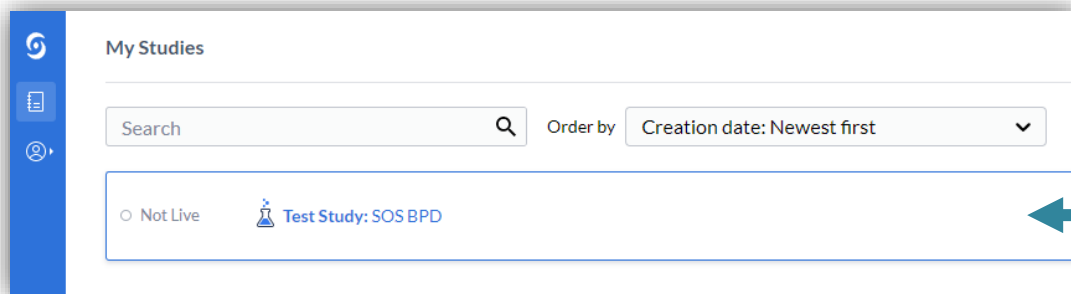 My Studies
Search
Order by
Creation date: Newest first
Not Live
Test Study: SOS BPD